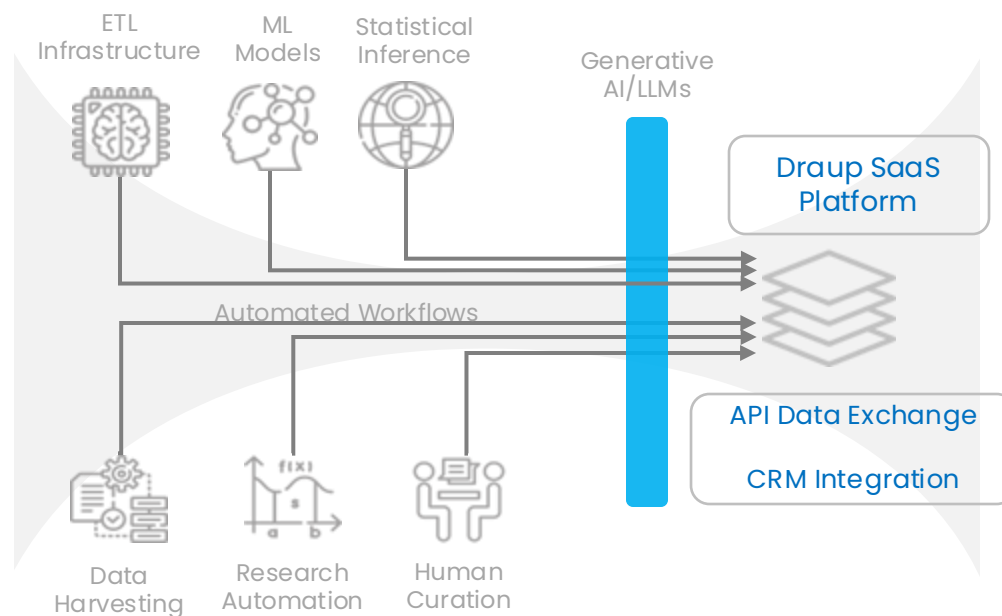 ETL
Infrastructure
ML
Models
Statistical
Inference
Generative
AI/LLMs
Draup SaaS
Platform
Automated Workflows
API Data Exchange
CRM Integration
f(x)
s
a b
Data
Harvesting
Research
Automation
Human
Curation